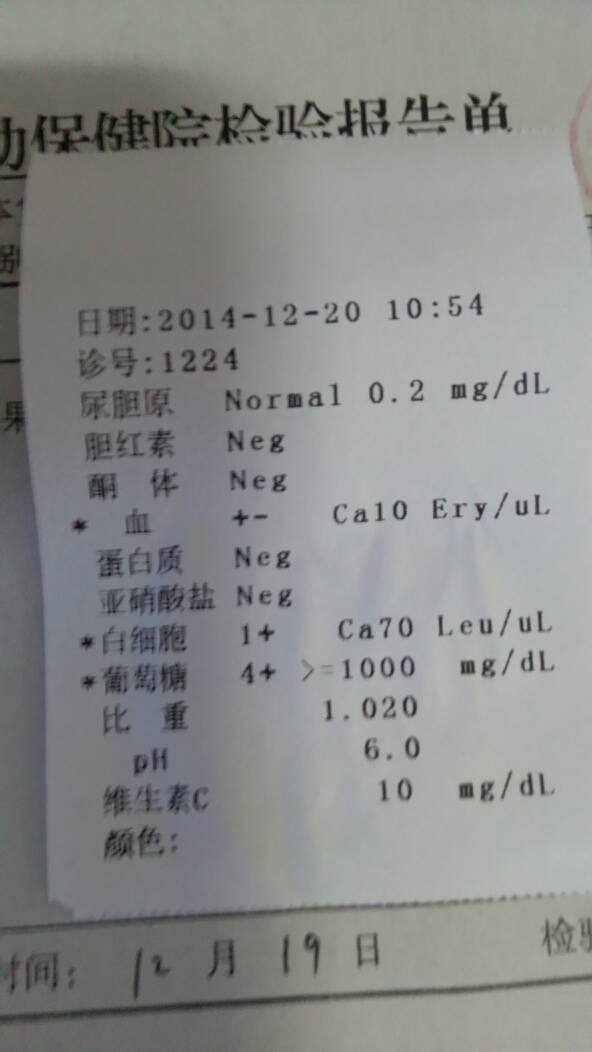 保健院检验报告单
日期:2014-12-20 10:54
诊号:1224
尿胆原 Normal 0.2 mg/dL
胆红素 Neg
酮 体 Neg
* 血 +- Ca10 Ery/uL
蛋白质 Neg
亚硝酸盐 Neg
*白细胞 1+ Ca70 Leu/uL
*葡萄糖 4+ >=1000 mg/dL
比 重 1.020
pH 6.0
维生素C 10 mg/dL
颜色:
时间: 12 月 19 日 检